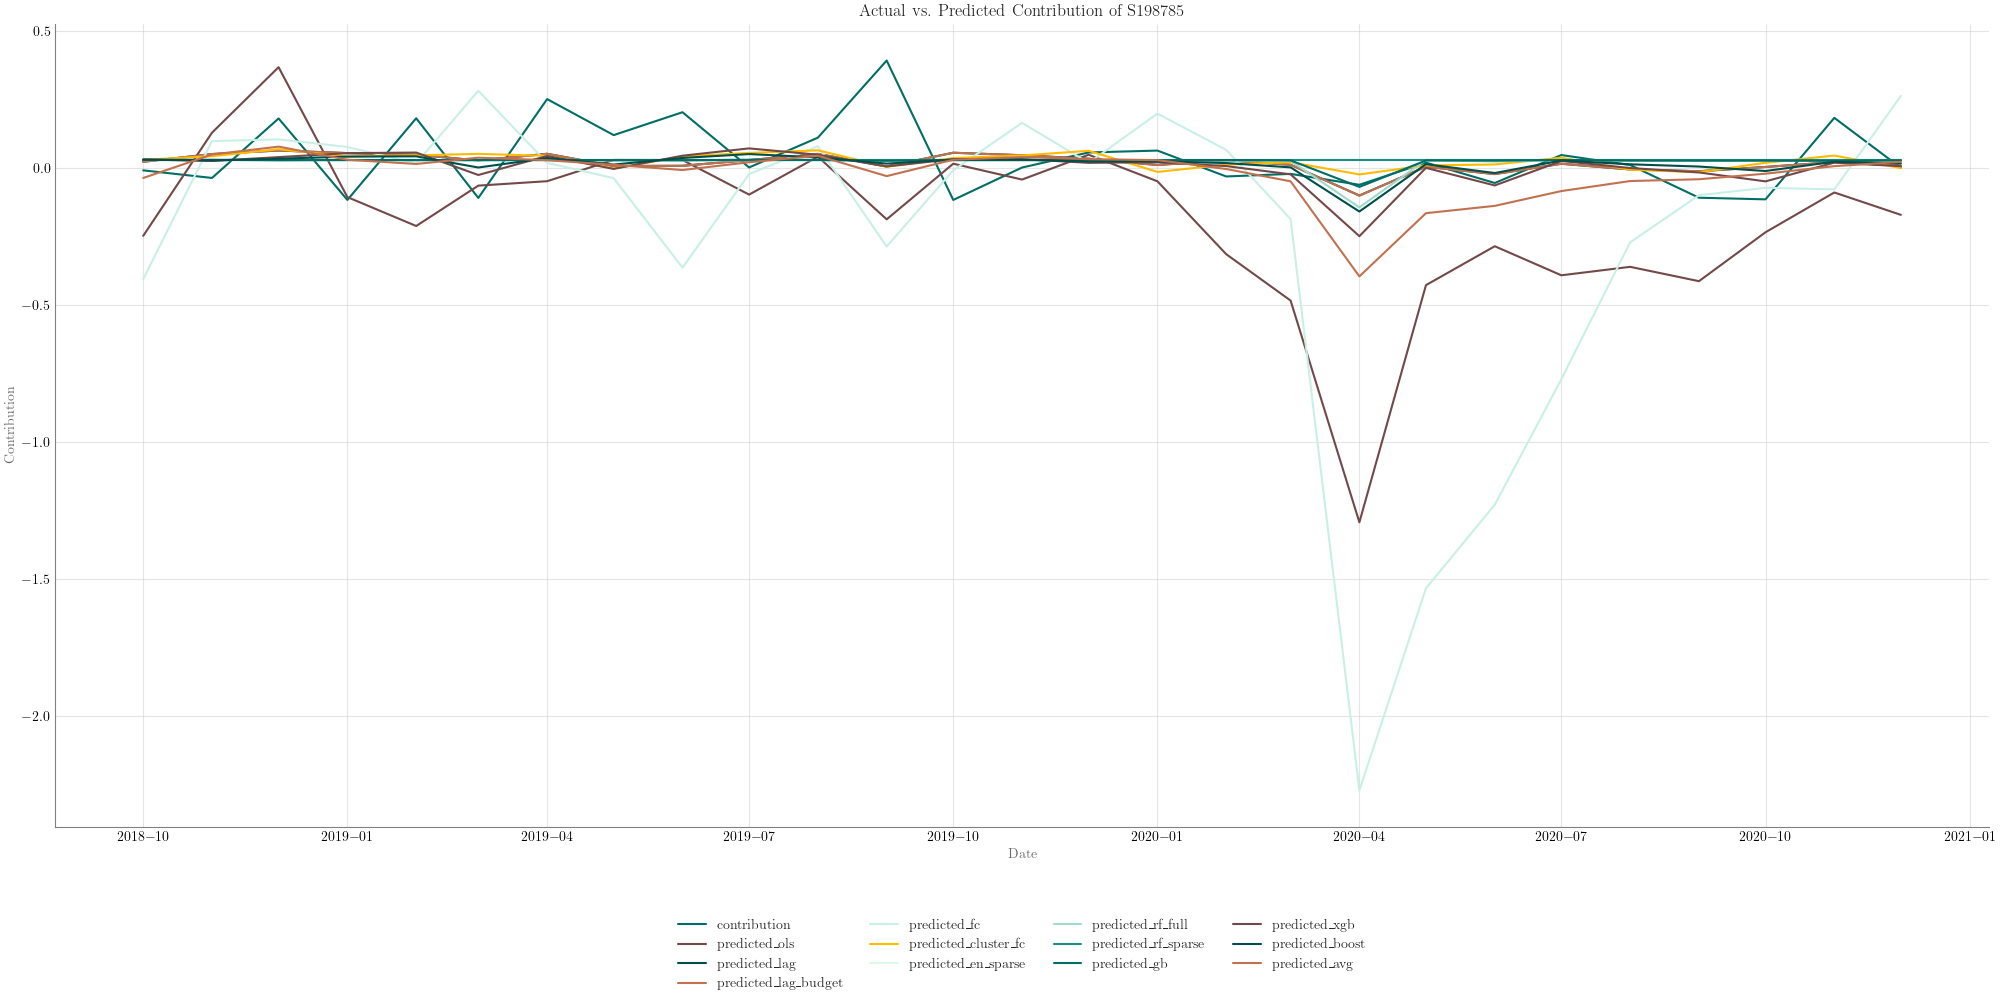 Actual vs. Predicted Contribution of S198785
0.5
0.0
−0.5
−1.0
−1.5
−2.0
Contribution
2018−10 2019−01 2019−04 2019−07 2019−10 2020−01 2020−04 2020−07 2020−10 2021−01
Date
contribution predicted_fc predicted_rf_full predicted_xgb
predicted_ols predicted_cluster_fc predicted_rf_sparse predicted_boost
predicted_lag predicted_en_sparse predicted_gb predicted_avg
predicted_lag_budget